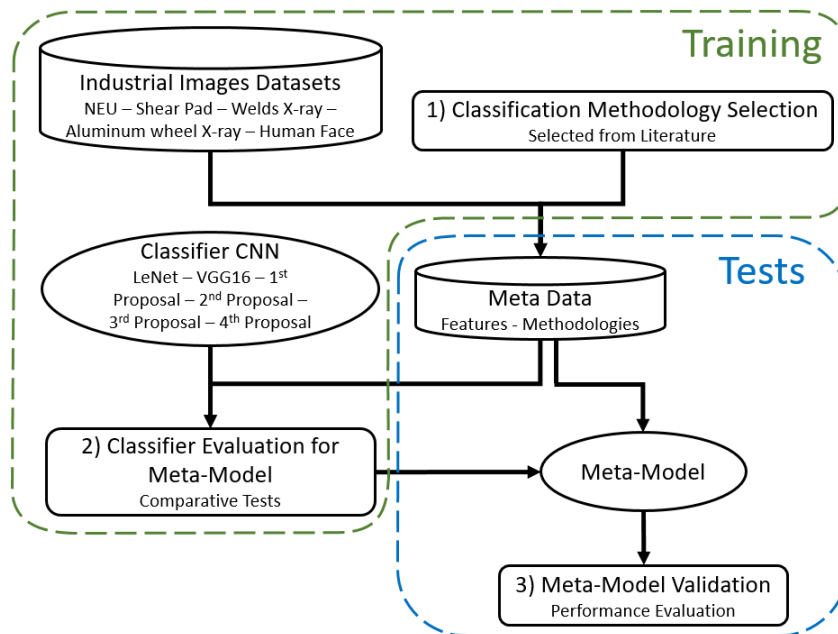 Training
Industrial Images Datasets
NEU – Shear Pad – Welds X-ray –
Aluminum wheel X-ray – Human Face
1) Classification Methodology Selection
Selected from Literature
Classifier CNN
LeNet – VGG16 – 1st
Proposal – 2nd Proposal –
3rd Proposal – 4th Proposal
Tests
Meta Data
Features - Methodologies
2) Classifier Evaluation for
Meta-Model
Comparative Tests
Meta-Model
3) Meta-Model Validation
Performance Evaluation